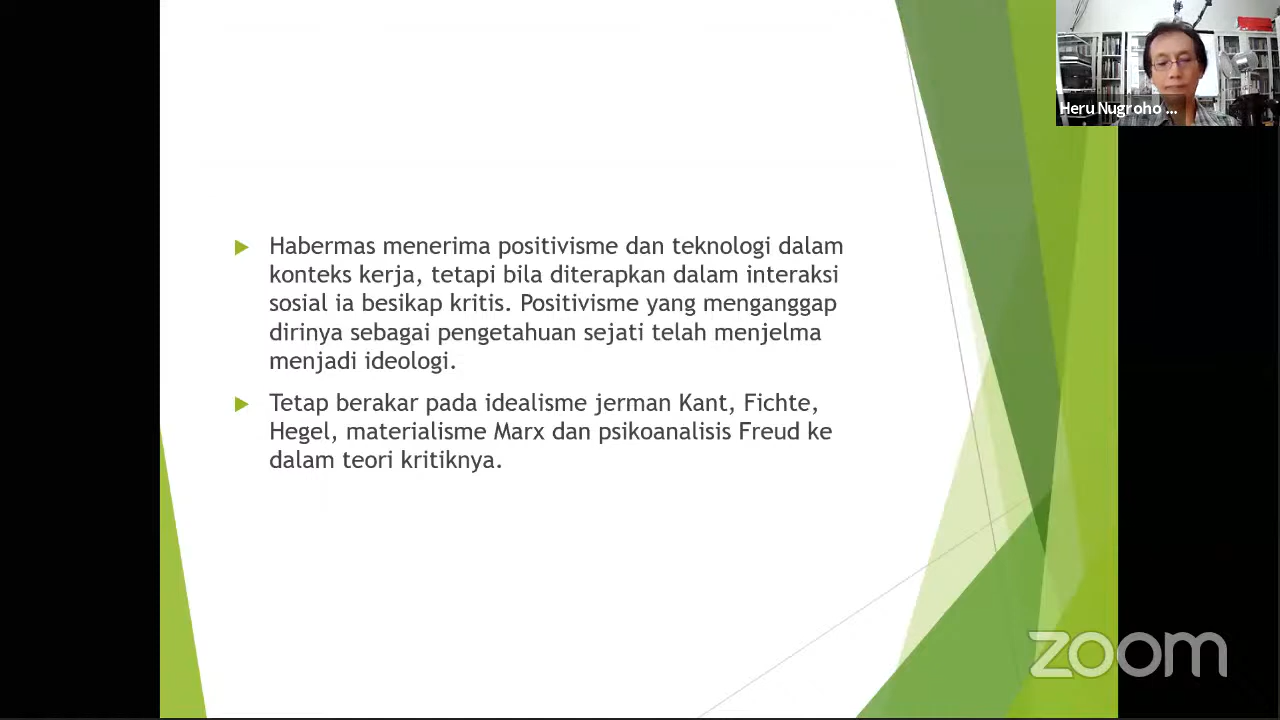 Heru Nugroho ...
Habermas menerima positivisme dan teknologi dalam
konteks kerja, tetapi bila diterapkan dalam interaksi
sosial ia besikap kritis. Positivisme yang menganggap
dirinya sebagai pengetahuan sejati telah menjelma
menjadi ideologi.
Tetap berakar pada idealisme jerman Kant, Fichte,
Hegel, materialisme Marx dan psikoanalisis Freud ke
dalam teori kritiknya.
zoom